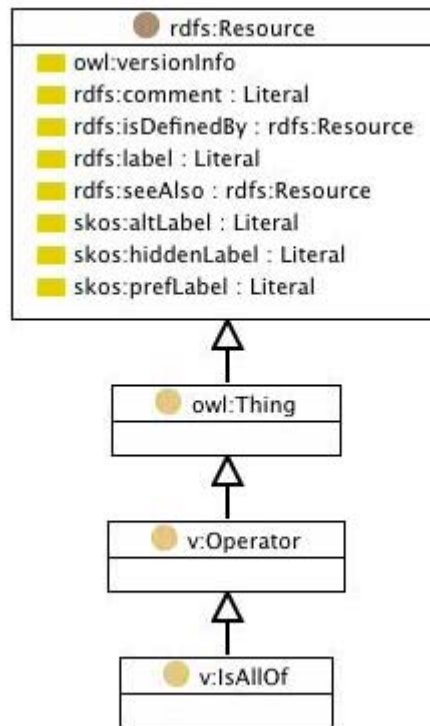 rdfs:Resource
owl:versionInfo
rdfs:comment : Literal
rdfs:isDefinedBy : rdfs:Resource
rdfs:label : Literal
rdfs:seeAlso : rdfs:Resource
skos:altLabel : Literal
skos:hiddenLabel : Literal
skos:prefLabel : Literal
owl:Thing
v:Operator
v:IsAllOf